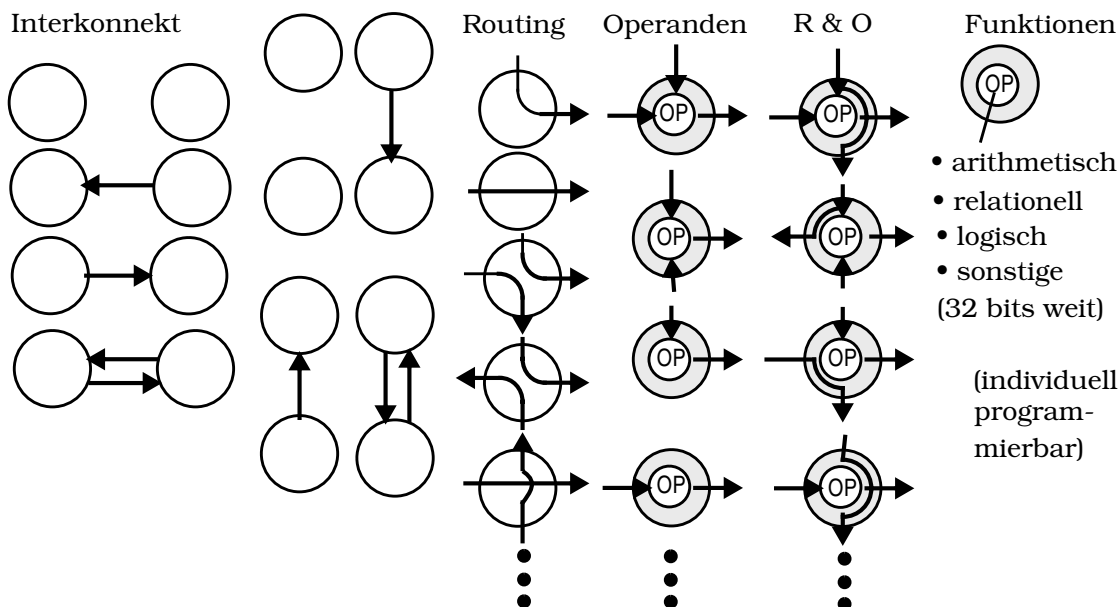 Interkonnekt
Routing
Operanden
R & O
Funktionen
OP
OP
OP
OP
OP
OP
OP
OP
OP
OP
OP
• arithmetisch
• relationell
• logisch
• sonstige
(32 bits weit)
(individuell
program-
mierbar)